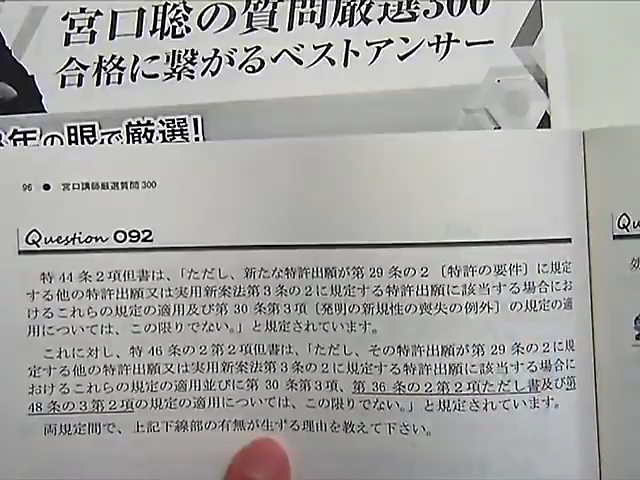 宮口聡の質問厳選300
合格に繋がるベストアンサー
年の眼で厳選!
96 ● 宮口講師厳選質問300
Question 092
特44条2項但書は、「ただし、新たな特許出願が第29条の2〔特許の要件〕に規定
する他の特許出願又は実用新案法第3条の2に規定する特許出願に該当する場合にお
けるこれらの規定の適用及び第30条第3項〔発明の新規性の喪失の例外〕の規定の適
用については、この限りでない。」と規定されています。
これに対し、特46条の2第2項但書は、「ただし、その特許出願が第29条の2に規
定する他の特許出願又は実用新案法第3条の2に規定する特許出願に該当する場合に
おけるこれらの規定の適用並びに第30条第3項、第36条の2第2項ただし書及び第
48条の3第2項の規定の適用については、この限りでない。」と規定されています。
両規定間で、上記下線部の有無が生ずる理由を教えて下さい。
Qu